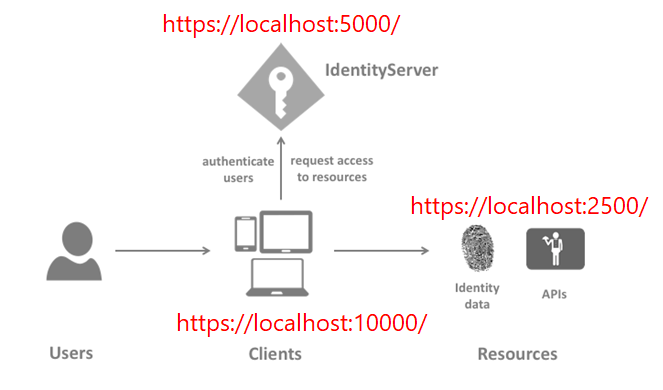 https://localhost:5000/
IdentityServer
authenticate
users
request access
to resources
https://localhost:2500/
Identity
data
APIs
https://localhost:10000/
Users
Clients
Resources